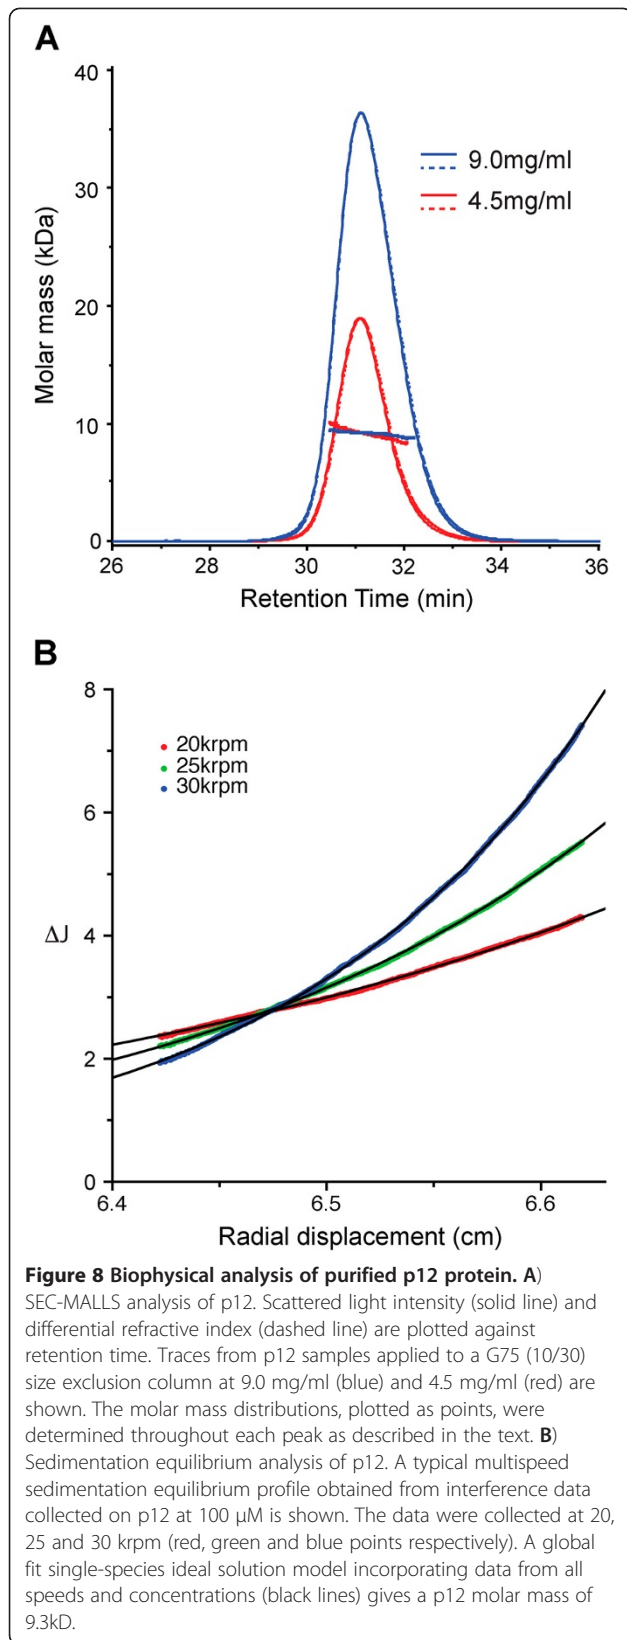 A
40
30
20
10
0
Molar mass (kDa)
9.0mg/ml
4.5mg/ml
26 28 30 32 34 36
Retention Time (min)
B
8
6
4
2
0
ΔJ
20krpm
25krpm
30krpm
6.4 6.5 6.6
Radial displacement (cm)
Figure 8 Biophysical analysis of purified p12 protein. A)
SEC-MALLS analysis of p12. Scattered light intensity (solid line) and
differential refractive index (dashed line) are plotted against
retention time. Traces from p12 samples applied to a G75 (10/30)
size exclusion column at 9.0 mg/ml (blue) and 4.5 mg/ml (red) are
shown. The molar mass distributions, plotted as points, were
determined throughout each peak as described in the text. B)
Sedimentation equilibrium analysis of p12. A typical multispeed
sedimentation equilibrium profile obtained from interference data
collected on p12 at 100 μM is shown. The data were collected at 20,
25 and 30 krpm (red, green and blue points respectively). A global
fit single-species ideal solution model incorporating data from all
speeds and concentrations (black lines) gives a p12 molar mass of
9.3kD.